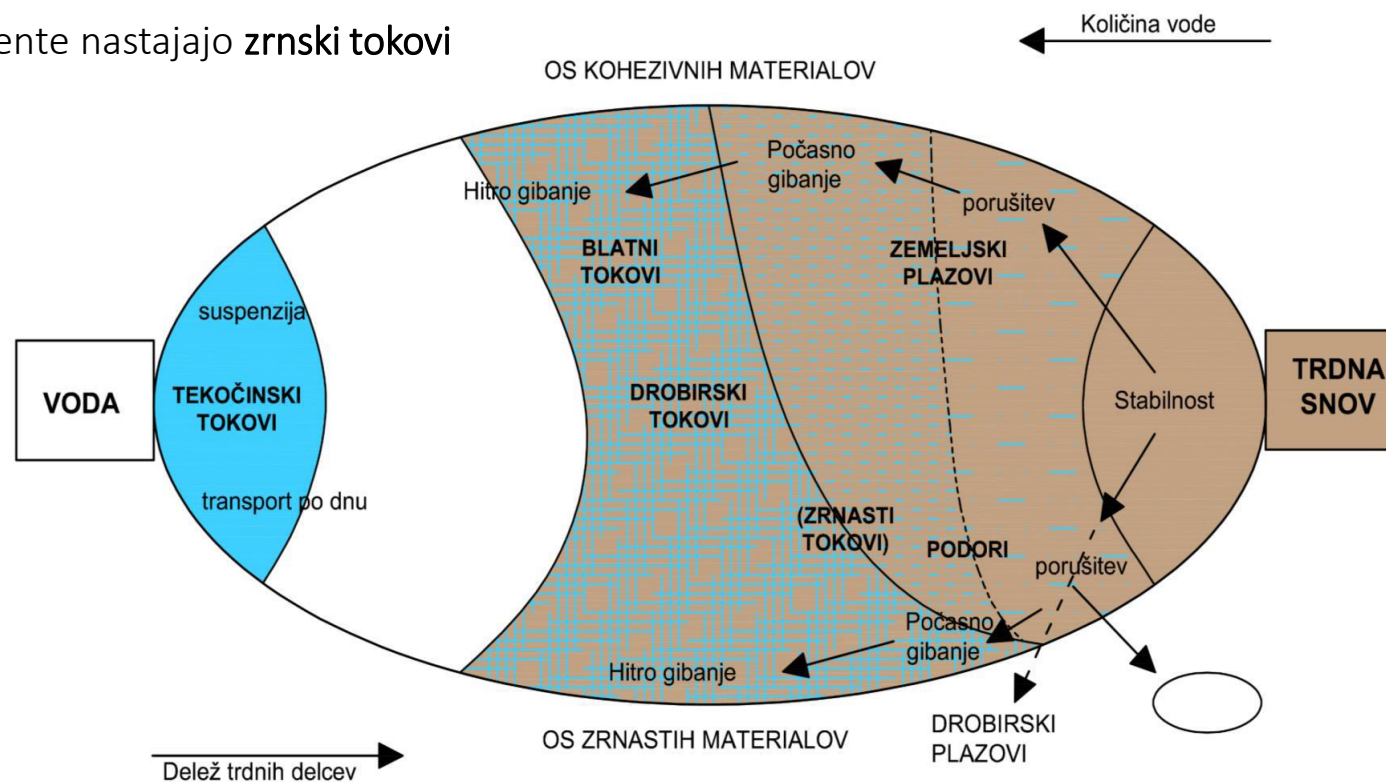 ente nastajajo zrnski tokovi
Količina vode
OS KOHEZIVNIH MATERIALOV
Počasno
gibanje
Hitro gibanje
porušitev
BLATNI
TOKOVI
ZEMELJSKI
PLAZOVI
suspenzija
VODA
TEKOČINSKI
TOKOVI
DROBIRSKI
TOKOVI
Stabilnost
TRDNA
SNOV
transport po dnu
(ZRNASTI
TOKOVI)
PODORI
porušitev
Počasno
gibanje
Hitro gibanje
DROBIRSKI
PLAZOVI
OS ZRNASTIH MATERIALOV
Delež trdnih delcev